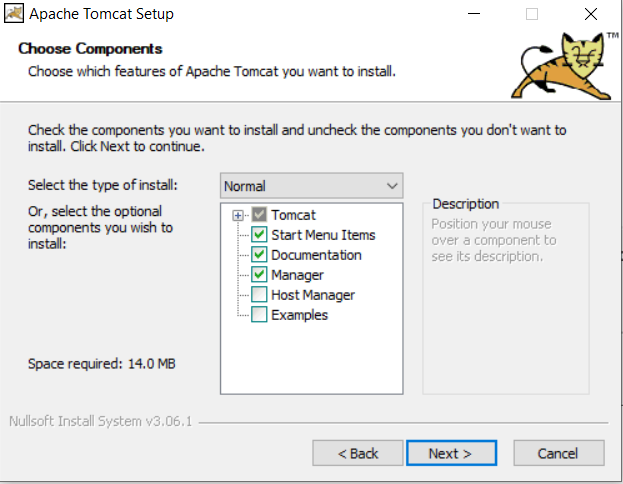 Apache Tomcat Setup
Choose Components
Choose which features of Apache Tomcat you want to install.
TM
Check the components you want to install and uncheck the components you don't want to
install. Click Next to continue.
Select the type of install:
Normal
Or, select the optional
components you wish to
install:
Tomcat
Start Menu Items
Documentation
Manager
Host Manager
Examples
Description
Position your mouse
over a component to
see its description.
Space required: 14.0 MB
Nullsoft Install System v3.06.1
< Back
Next >
Cancel